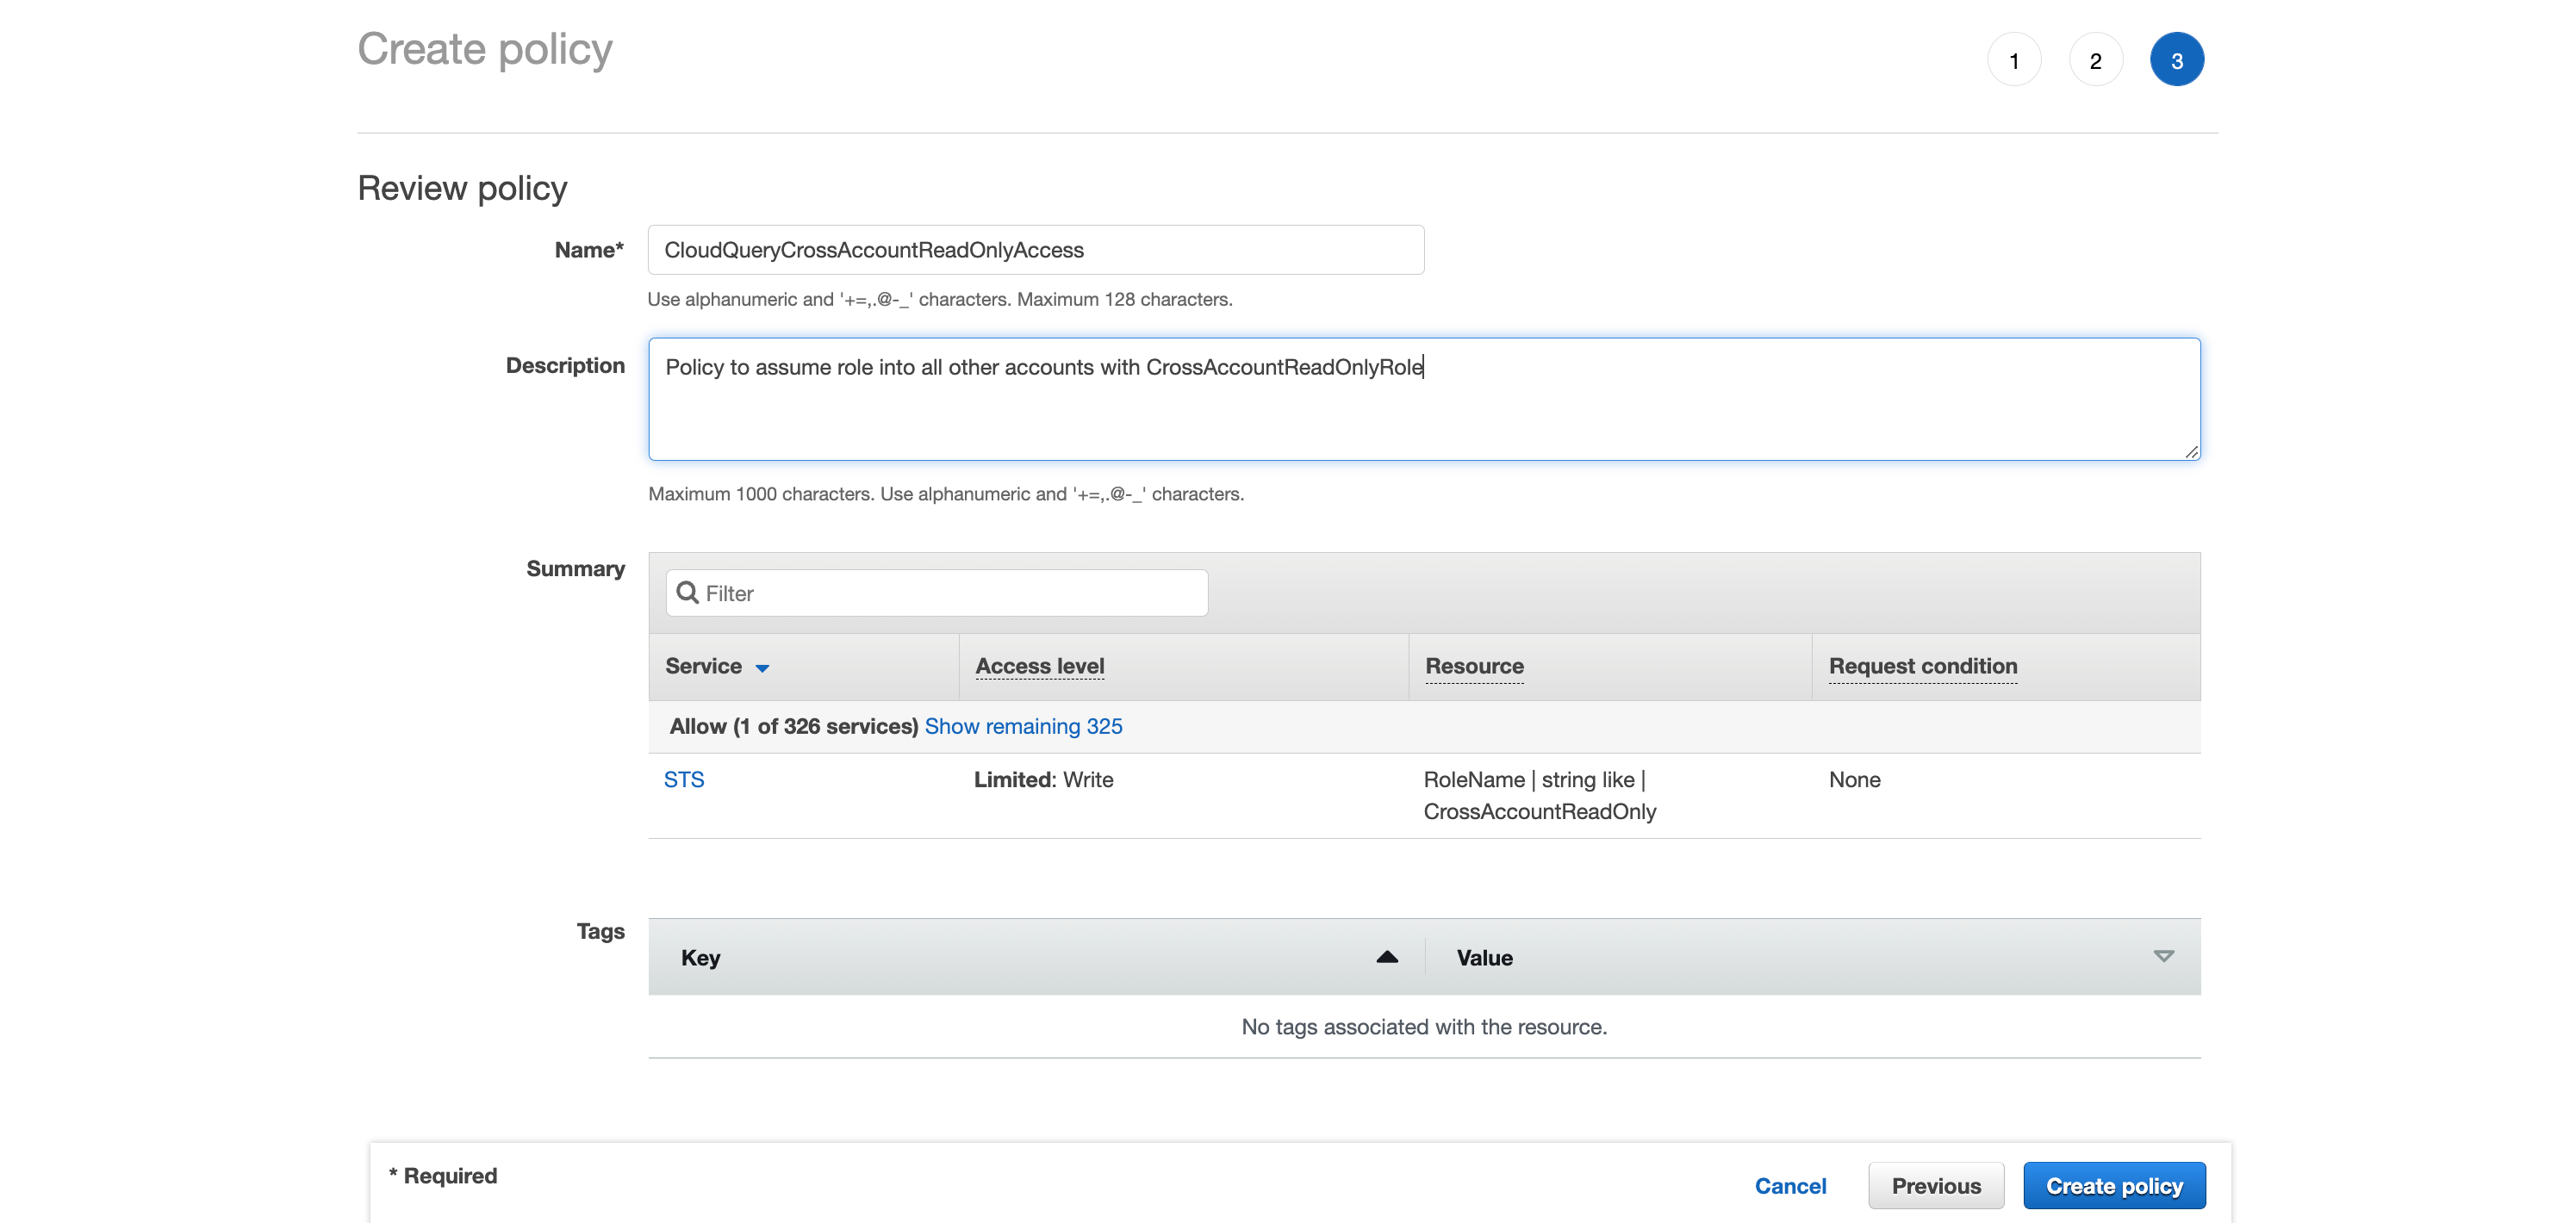 Create policy
1 2 3
Review policy
Name* CloudQueryCrossAccountReadOnlyAccess
Use alphanumeric and '+=,.@-_' characters. Maximum 128 characters.
Description Policy to assume role into all other accounts with CrossAccountReadOnlyRole
Maximum 1000 characters. Use alphanumeric and '+=,.@-_' characters.
Summary
Filter
Service Access level Resource Request condition
Allow (1 of 326 services) Show remaining 325
STS Limited: Write RoleName | string like | None
CrossAccountReadOnly
Tags
Key Value
No tags associated with the resource.
* Required
Cancel Previous Create policy